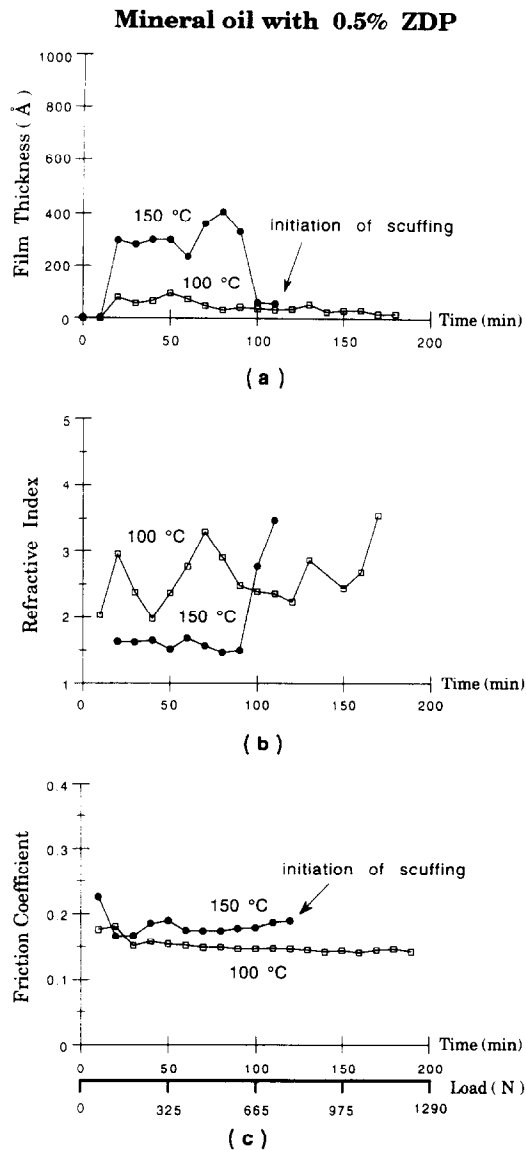 Mineral oil with 0.5% ZDP
Film Thickness ( Å )
1000
800
600
400
200
0
150 °C
initiation of scuffing
100 °C
0 50 100 150 200
Time (min)
( a )
Refractive Index
5
4
3
2
1
100 °C
150 °C
0 50 100 150 200
Time (min)
( b )
Friction Coefficient
0.4
0.3
0.2
0.1
0
initiation of scuffing
150 °C
100 °C
Time (min)
0 50 100 150 200
Load ( N )
0 325 665 975 1290
( c )